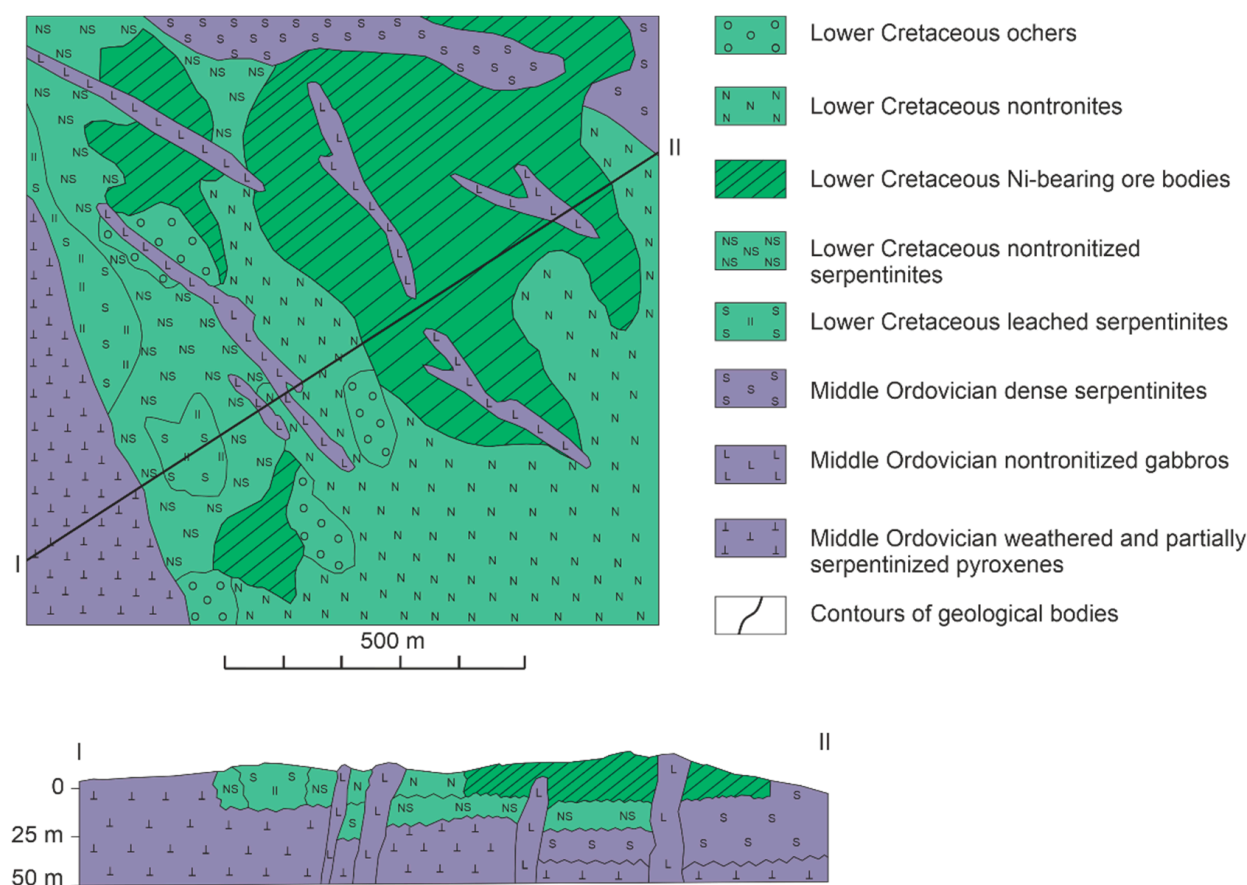 Lower Cretaceous ochers
Lower Cretaceous nontronites
Lower Cretaceous Ni-bearing ore bodies
Lower Cretaceous nontronitized
serpentinites
Lower Cretaceous leached serpentinites
Middle Ordovician dense serpentinites
Middle Ordovician nontronitized gabbros
Middle Ordovician weathered and partially
serpentinized pyroxenes
Contours of geological bodies
II
I
500 m
I
II
0
25 m
50 m